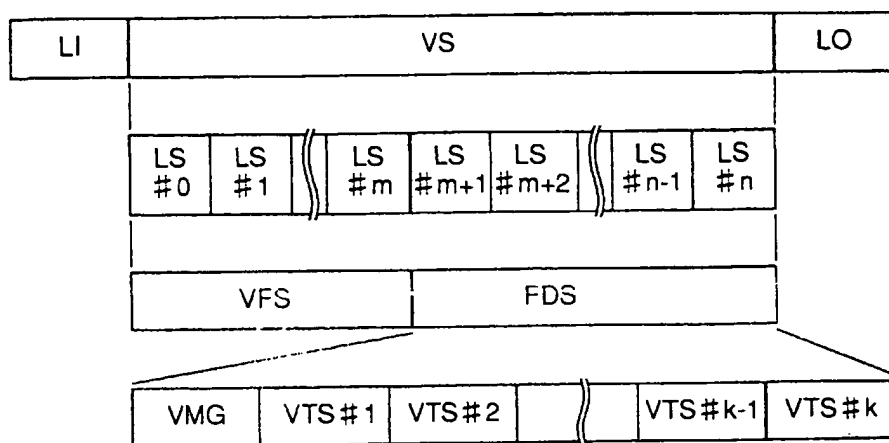 LI VS LO
LS LS LS LS LS LS LS
#0 #1 #m #m+1 #m+2 #n-1 #n
VFS FDS
VMG VTS#1 VTS#2 VTS#k-1 VTS#k